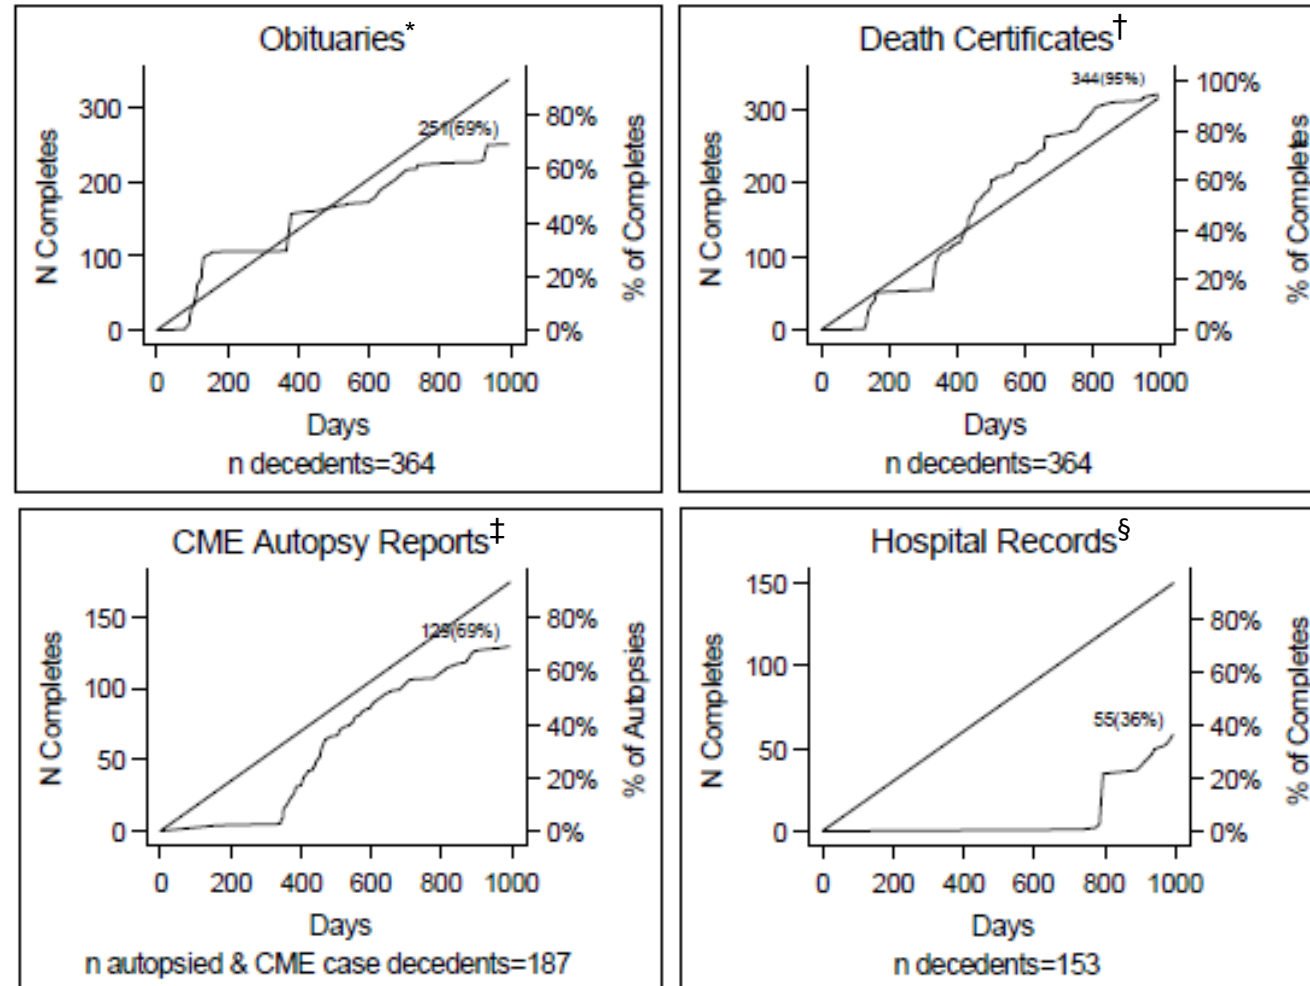 Obituaries*
N Completes
300
200
100
0
251(69%)
80%
60%
40%
20%
0%
% of Completes
0 200 400 600 800 1000
Days
n decedents=364
Death Certificates†
N Completes
300
200
100
0
344(95%)
100%
80%
60%
40%
20%
0%
% of Completes
0 200 400 600 800 1000
Days
n decedents=364
CME Autopsy Reports‡
N Completes
150
100
50
0
129(69%)
80%
60%
40%
20%
0%
% of Autopsies
0 200 400 600 800 1000
Days
n autopsied & CME case decedents=187
Hospital Records§
N Completes
150
100
50
0
55(36%)
80%
60%
40%
20%
0%
% of Completes
0 200 400 600 800 1000
Days
n decedents=153